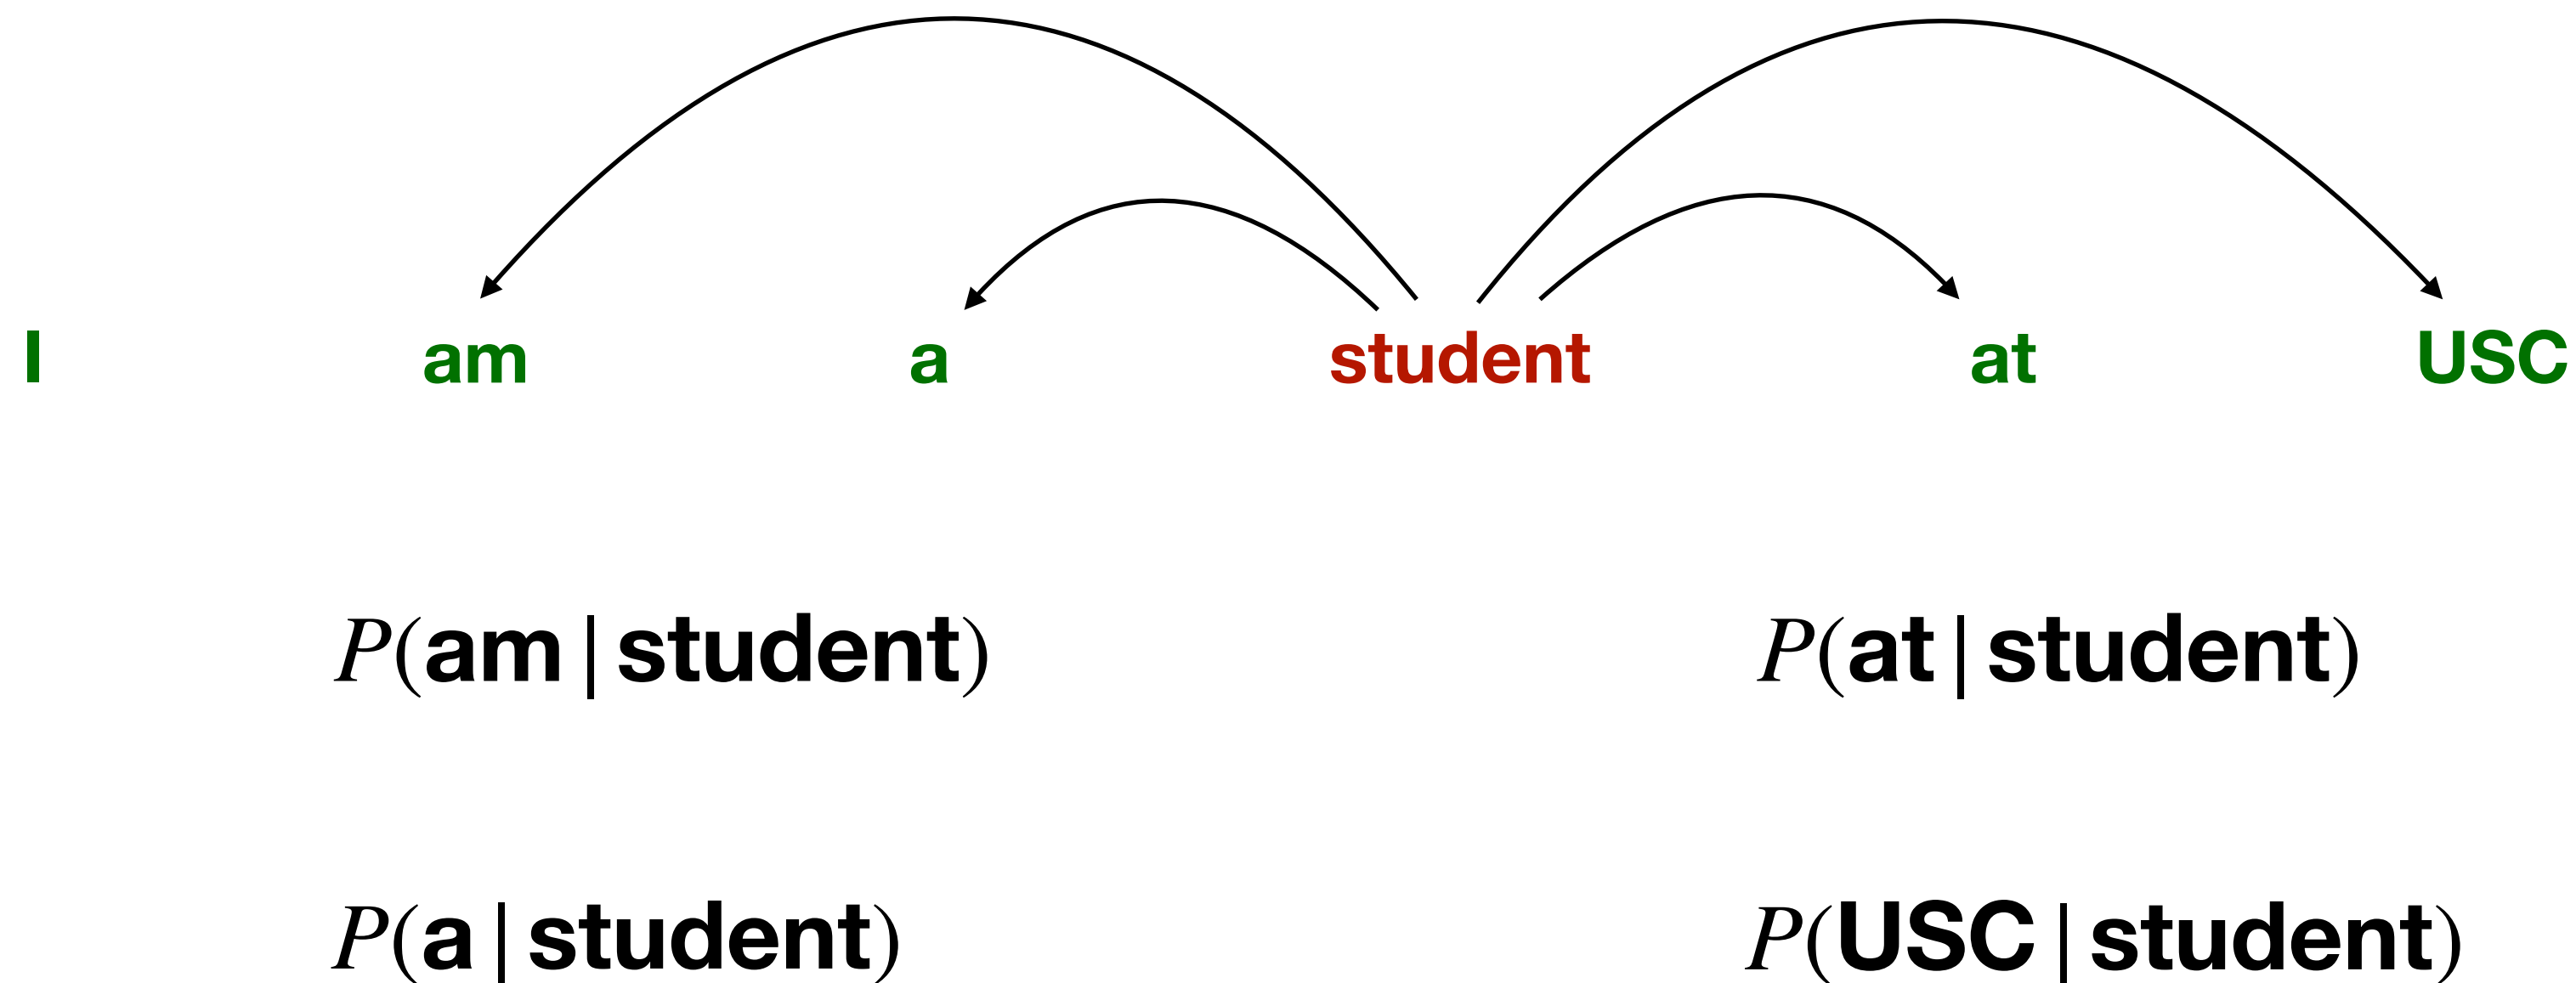 I am a student at USC
P(am | student) P(at | student)
P(a | student) P(USC | student)